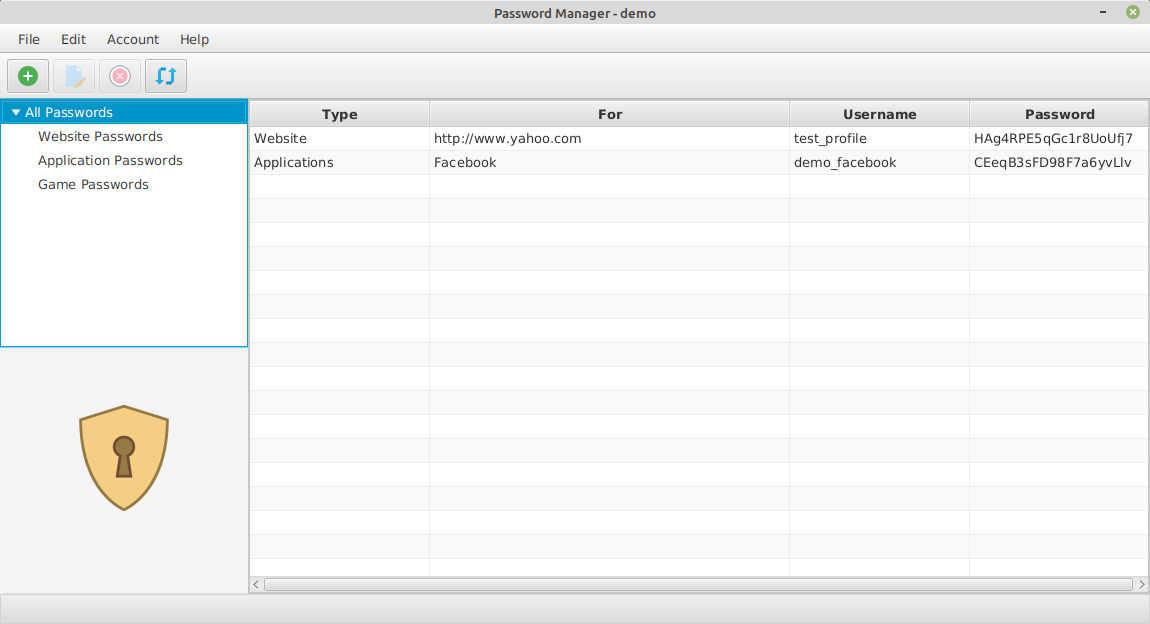 Password Manager - demo
File Edit Account Help
All Passwords
Website Passwords
Application Passwords
Game Passwords
Type For Username Password
Website http://www.yahoo.com test_profile HAg4RPE5qGc1r8UoUfj7
Applications Facebook demo_facebook CEeqB3sFD98F7a6yvLlv